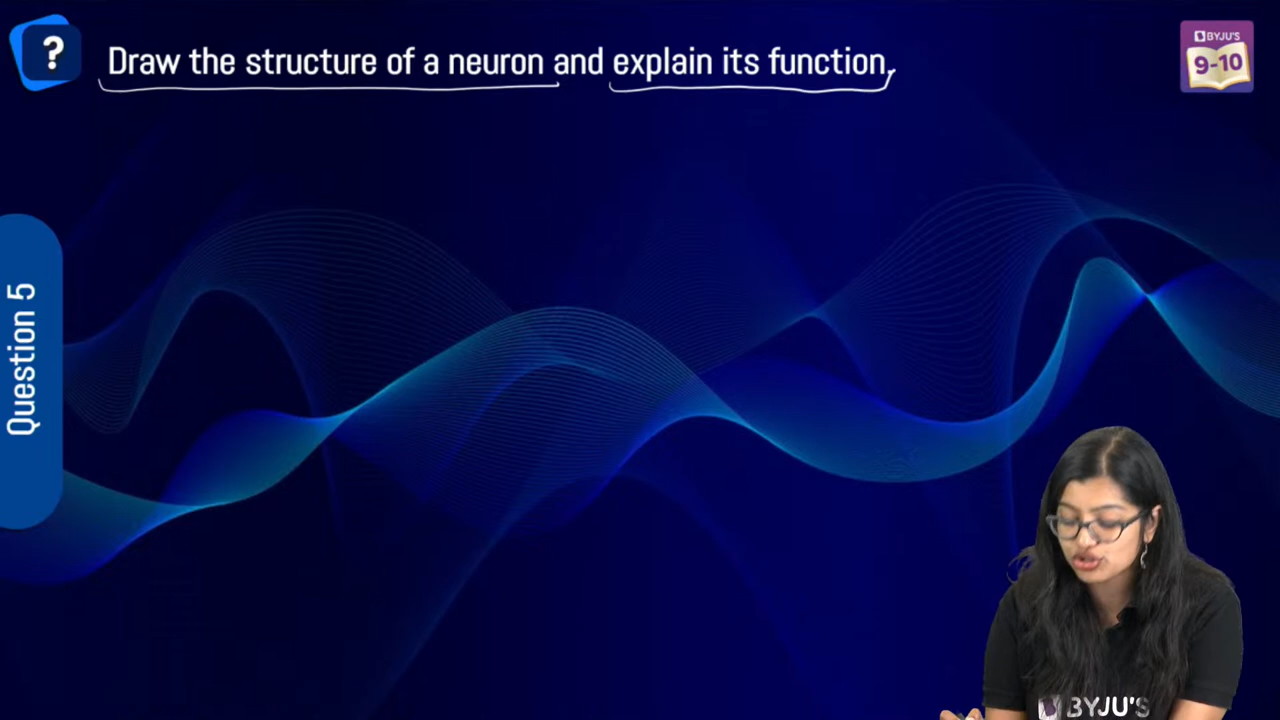 ?
Draw the structure of a neuron and explain its function,
BYJU'S
9-10
Question 5
BYJU'S